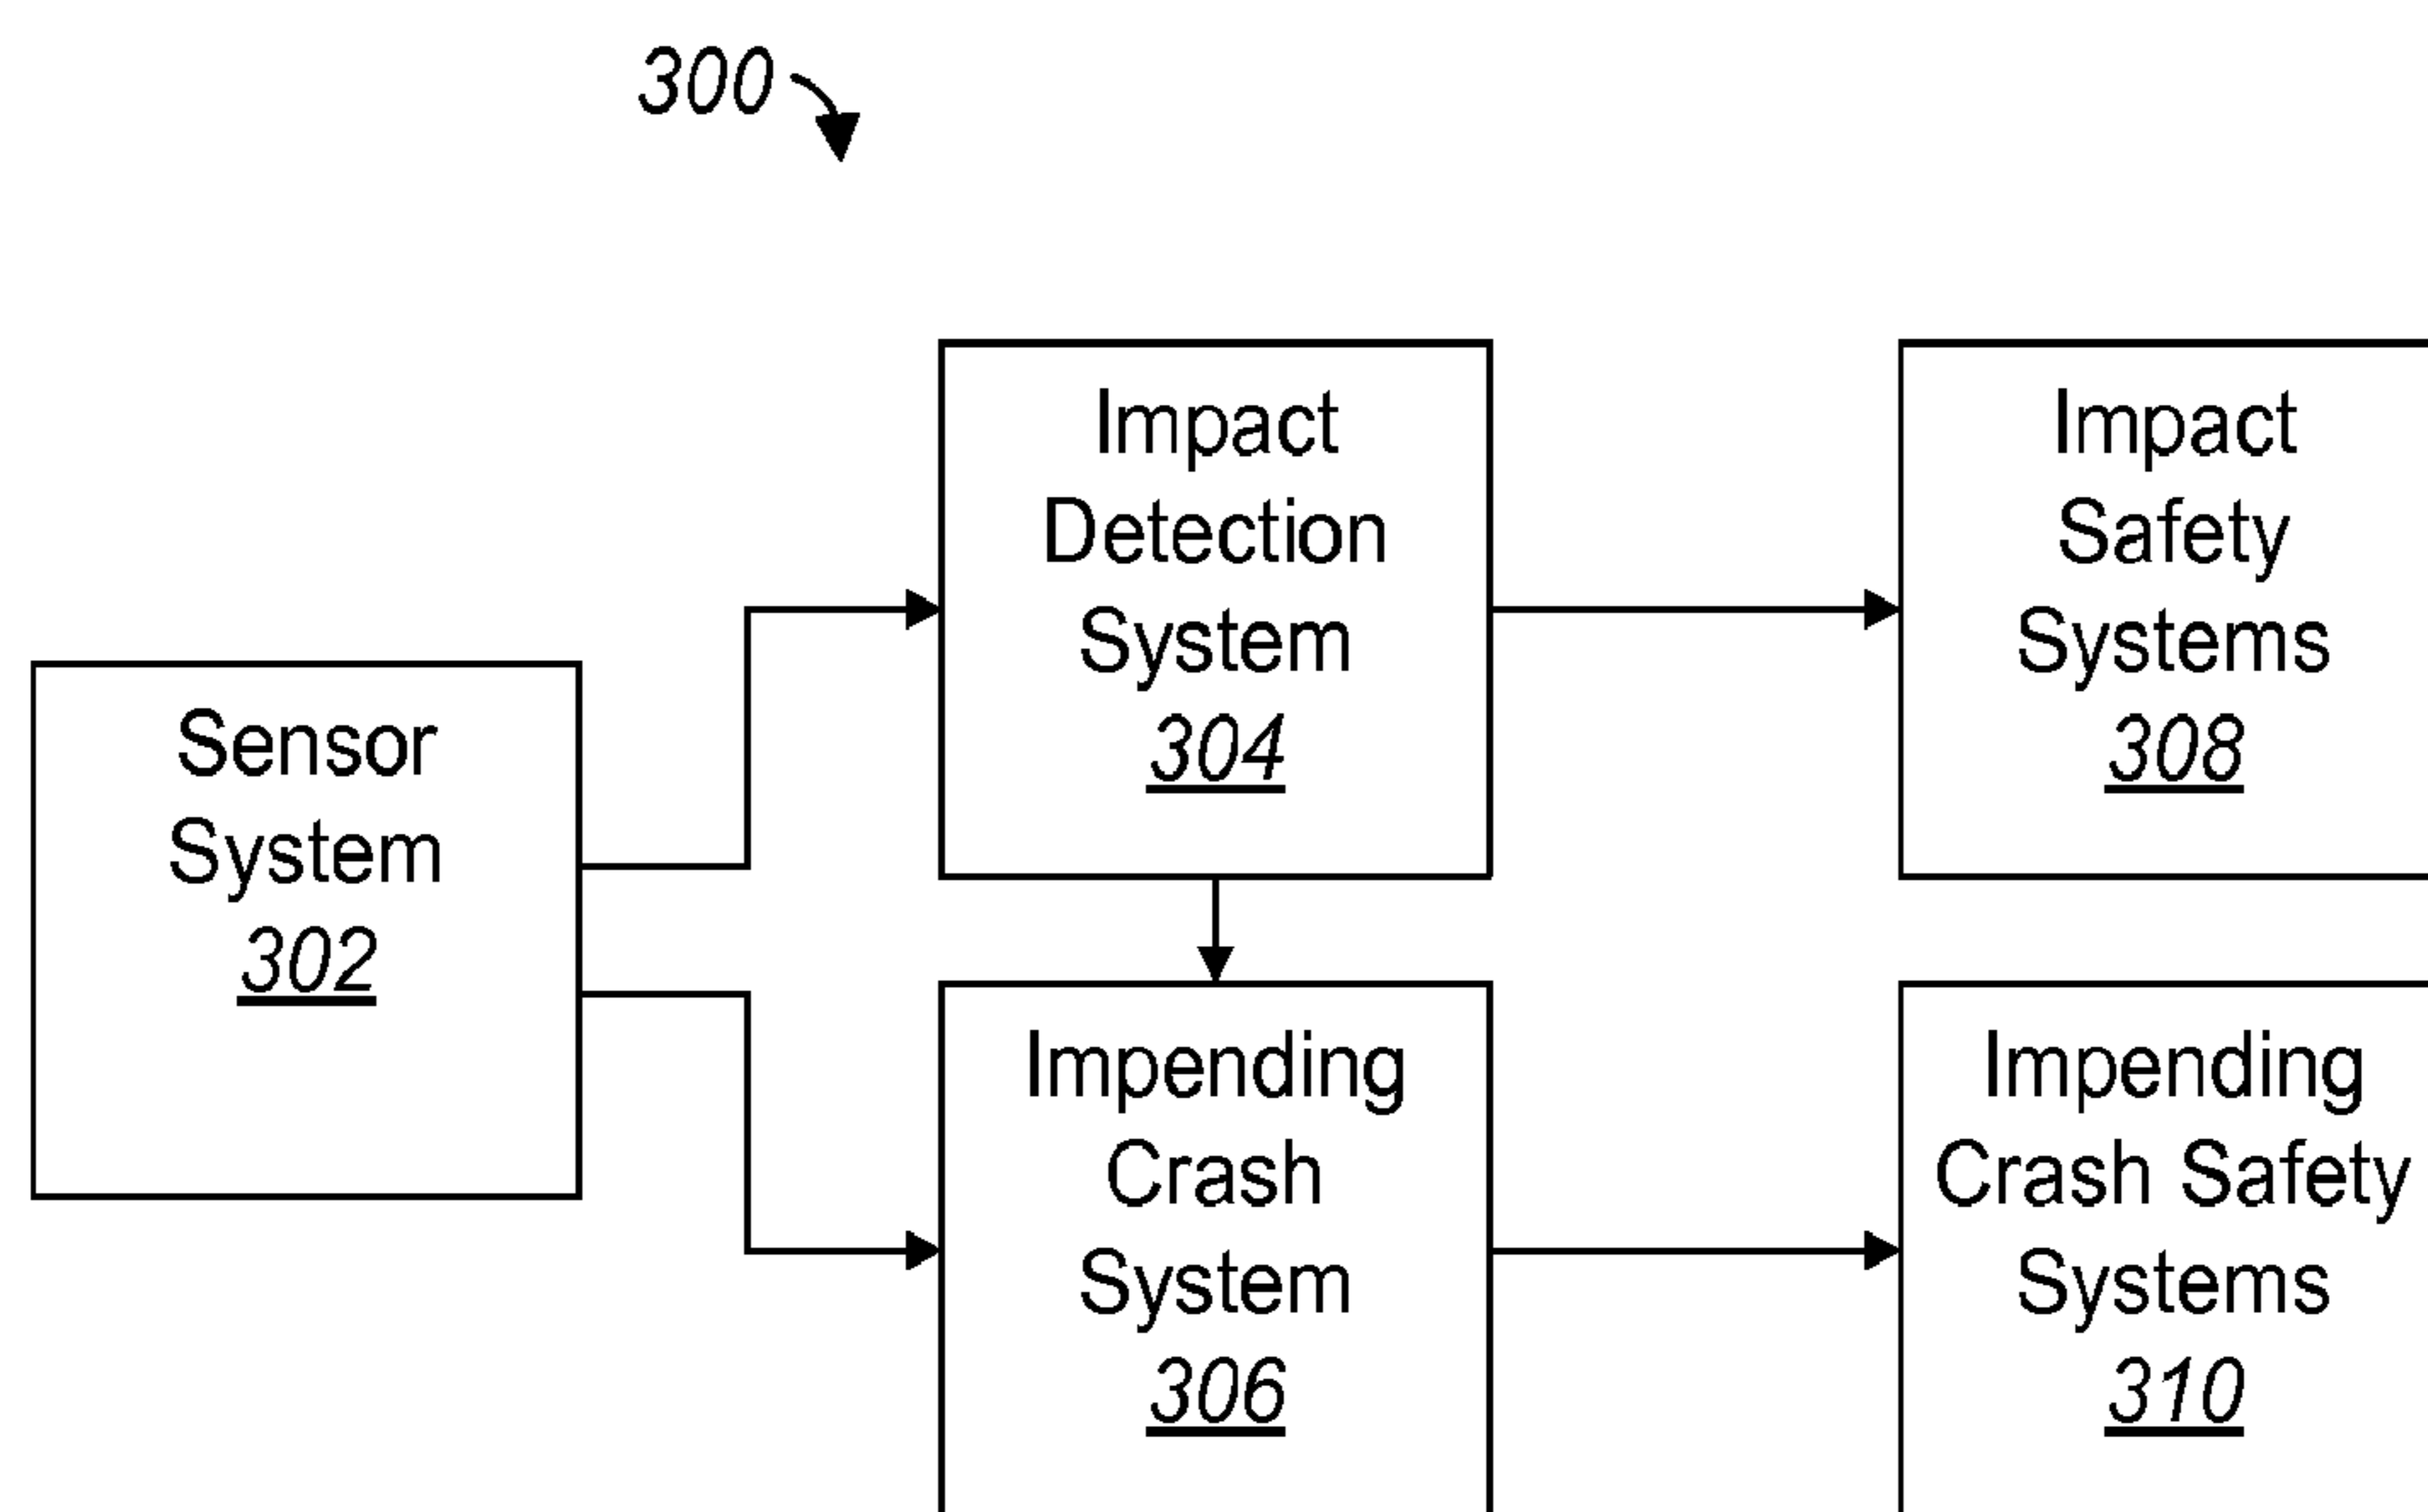 300
Impact
Detection
System
304
Impact
Safety
Systems
308
Sensor
System
302
Impending
Crash
System
306
Impending
Crash Safety
Systems
310